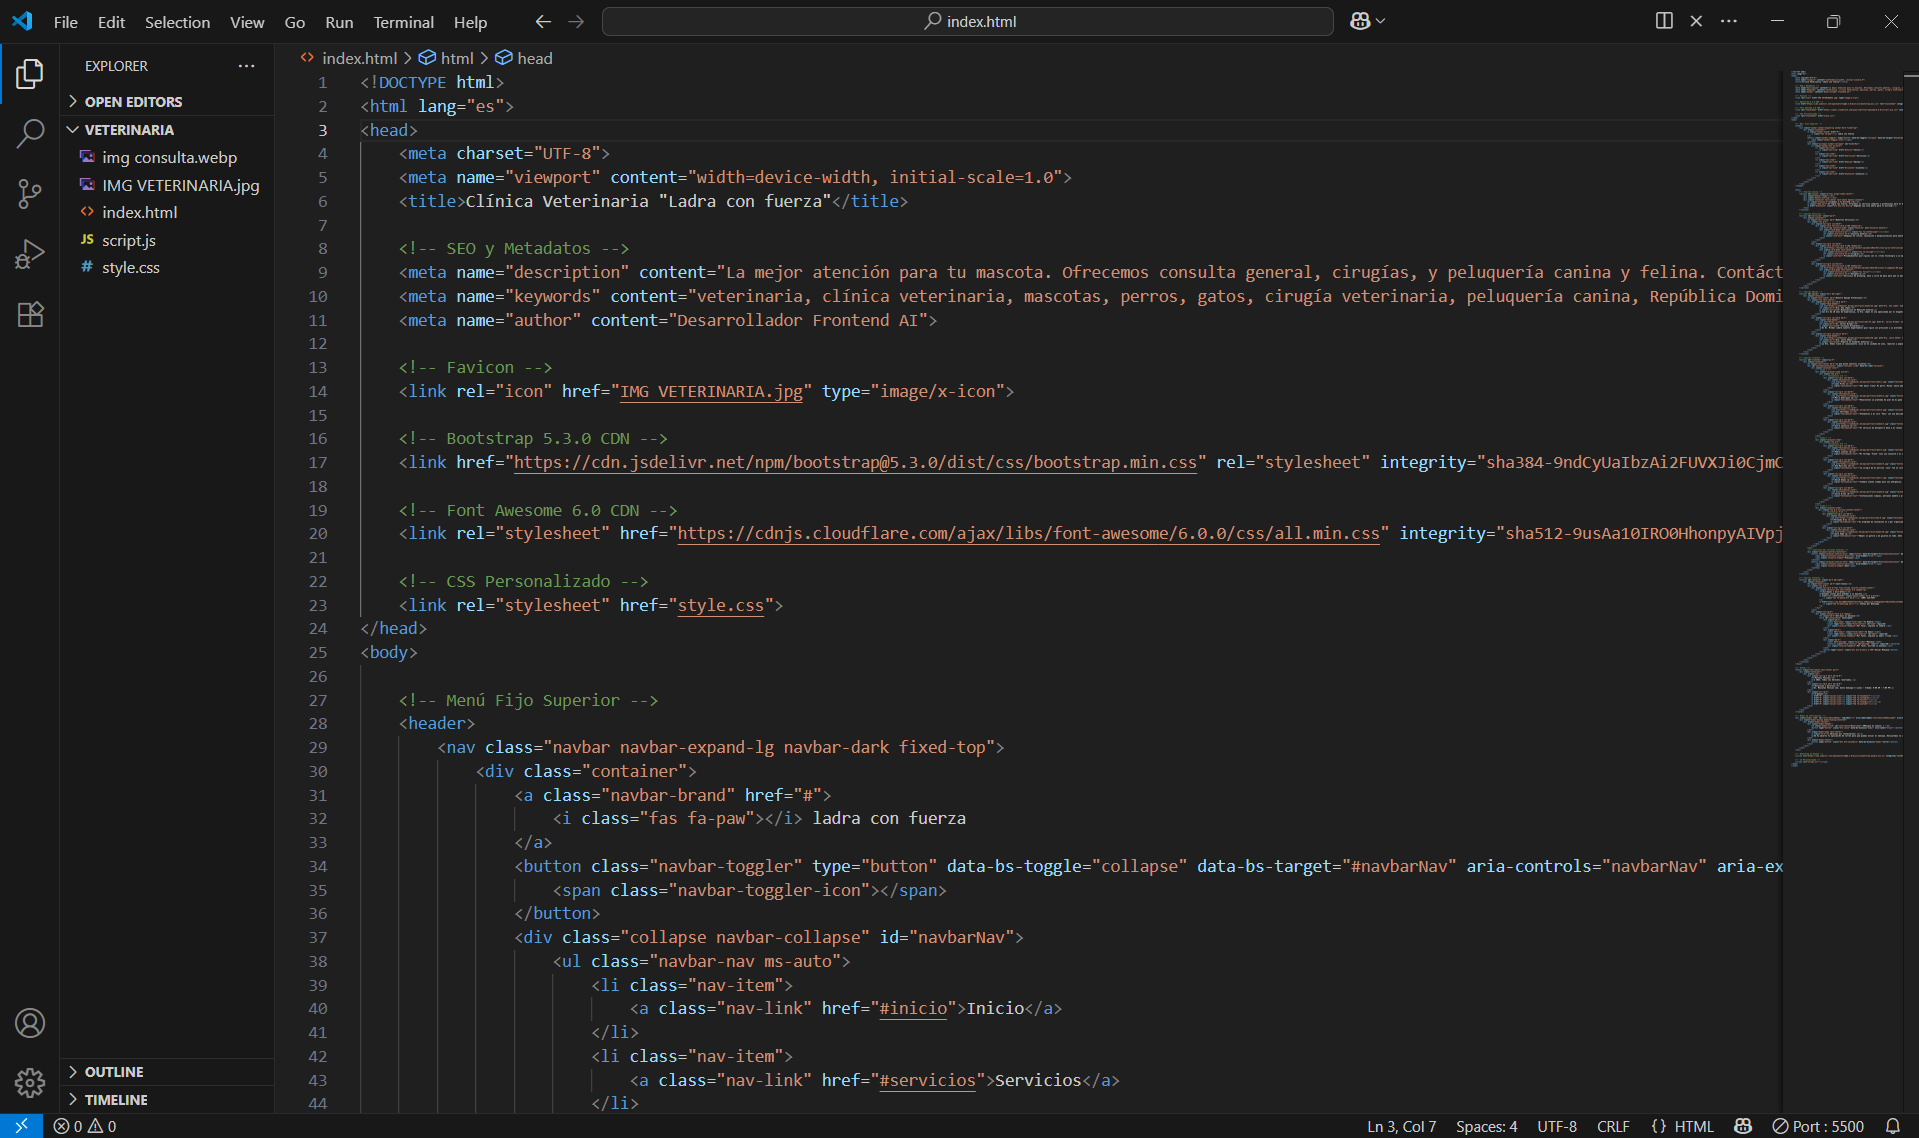 File Edit Selection View Go Run Terminal Help
index.html
EXPLORER
OPEN EDITORS
VETERINARIA
img consulta.webp
IMG VETERINARIA.jpg
index.html
JS script.js
# style.css
OUTLINE
TIMELINE
index.html > html > head
1 <!DOCTYPE html>
2 <html lang="es">
3 <head>
4 <meta charset="UTF-8">
5 <meta name="viewport" content="width=device-width, initial-scale=1.0">
6 <title>Clínica Veterinaria "Ladra con fuerza"</title>
7
8 <!-- SEO y Metadatos -->
9 <meta name="description" content="La mejor atención para tu mascota. Ofrecemos consulta general, cirugías, y peluquería canina y felina. Contáct
10 <meta name="keywords" content="veterinaria, clínica veterinaria, mascotas, perros, gatos, cirugía veterinaria, peluquería canina, República Domi
11 <meta name="author" content="Desarrollador Frontend AI">
12
13 <!-- Favicon -->
14 <link rel="icon" href="IMG VETERINARIA.jpg" type="image/x-icon">
15
16 <!-- Bootstrap 5.3.0 CDN -->
17 <link href="https://cdn.jsdelivr.net/npm/bootstrap@5.3.0/dist/css/bootstrap.min.css" rel="stylesheet" integrity="sha384-9ndCyUaIbzAi2FUVXJi0CjmC
18
19 <!-- Font Awesome 6.0 CDN -->
20 <link rel="stylesheet" href="https://cdnjs.cloudflare.com/ajax/libs/font-awesome/6.0.0/css/all.min.css" integrity="sha512-9usAa10IRO0HhonpyAIVpj
21
22 <!-- CSS Personalizado -->
23 <link rel="stylesheet" href="style.css">
24 </head>
25 <body>
26
27 <!-- Menú Fijo Superior -->
28 <header>
29 <nav class="navbar navbar-expand-lg navbar-dark fixed-top">
30 <div class="container">
31 <a class="navbar-brand" href="#">
32 <i class="fas fa-paw"></i> ladra con fuerza
33 </a>
34 <button class="navbar-toggler" type="button" data-bs-toggle="collapse" data-bs-target="#navbarNav" aria-controls="navbarNav" aria-ex
35 <span class="navbar-toggler-icon"></span>
36 </button>
37 <div class="collapse navbar-collapse" id="navbarNav">
38 <ul class="navbar-nav ms-auto">
39 <li class="nav-item">
40 <a class="nav-link" href="#inicio">Inicio</a>
41 </li>
42 <li class="nav-item">
43 <a class="nav-link" href="#servicios">Servicios</a>
44 </li>
0 0
Ln 3, Col 7 Spaces: 4 UTF-8 CRLF {} HTML Port : 5500